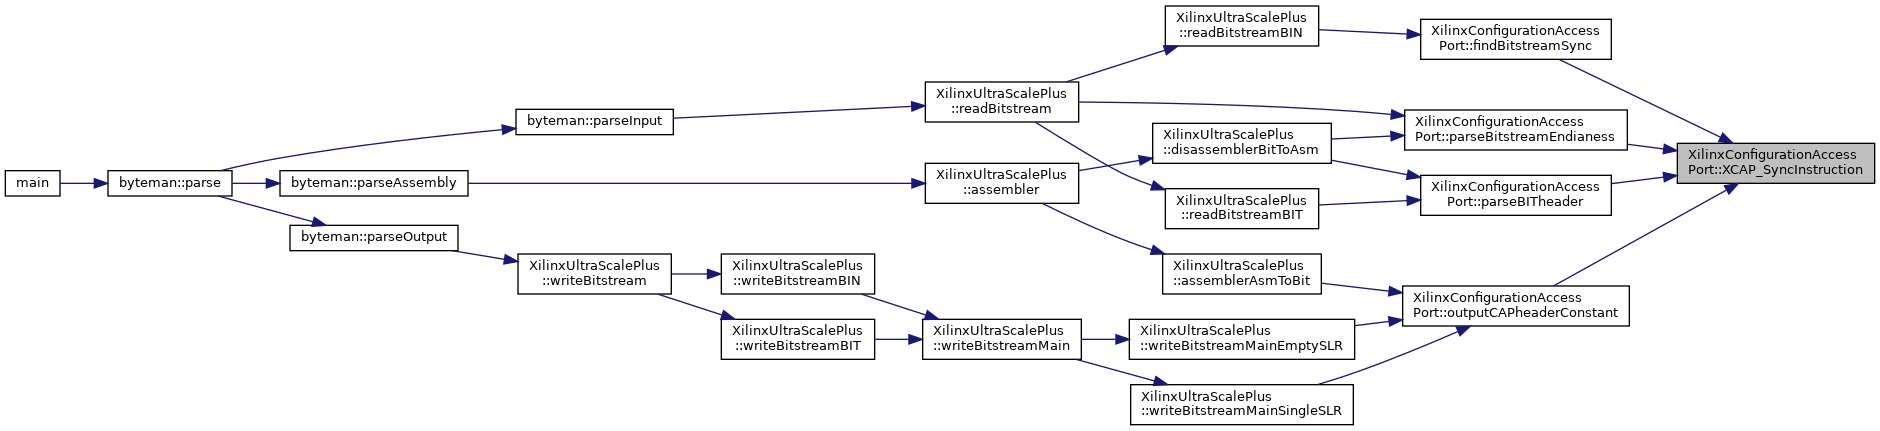 main
byteman::parse
byteman::parseInput
byteman::parseAssembly
byteman::parseOutput
XilinxUltraScalePlus
::writeBitstream
XilinxUltraScalePlus
::writeBitstreamBIN
XilinxUltraScalePlus
::writeBitstreamBIT
XilinxUltraScalePlus
::readBitstream
XilinxUltraScalePlus
::assembler
XilinxUltraScalePlus
::writeBitstreamMain
XilinxUltraScalePlus
::readBitstreamBIN
XilinxUltraScalePlus
::disassemblerBitToAsm
XilinxUltraScalePlus
::readBitstreamBIT
XilinxUltraScalePlus
::assemblerAsmToBit
XilinxUltraScalePlus
::writeBitstreamMainEmptySLR
XilinxUltraScalePlus
::writeBitstreamMainSingleSLR
XilinxConfigurationAccess
Port::findBitstreamSync
XilinxConfigurationAccess
Port::parseBitstreamEndianess
XilinxConfigurationAccess
Port::parseBITheader
XilinxConfigurationAccess
Port::outputCAPheaderConstant
XilinxConfigurationAccess
Port::XCAP_SyncInstruction